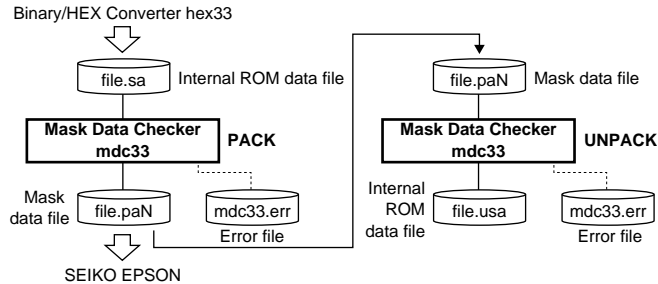 Binary/HEX Converter hex33
file.sa
Internal ROM data file
Mask Data Checker
mdc33
PACK
Mask
data file
file.paN
mdc33.err
Error file
SEIKO EPSON
file.paN
Mask data file
Mask Data Checker
mdc33
UNPACK
Internal
ROM
data file
file.usa
mdc33.err
Error file